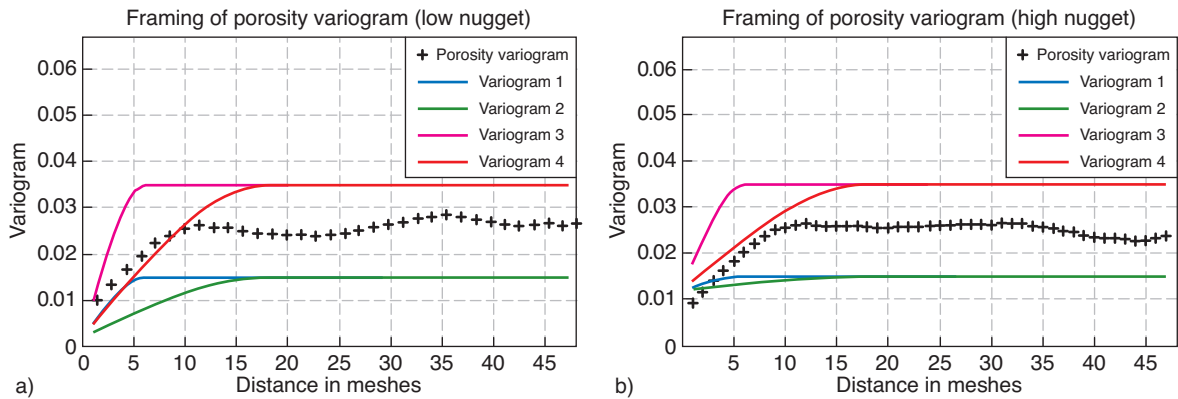 Framing of porosity variogram (low nugget)
0.06
0.05
0.04
0.03
0.02
0.01
0
Variogram
Porosity variogram
Variogram 1
Variogram 2
Variogram 3
Variogram 4
0 5 10 15 20 25 30 35 40 45
Distance in meshes
a)
Framing of porosity variogram (high nugget)
0.06
0.05
0.04
0.03
0.02
0.01
0
Variogram
Porosity variogram
Variogram 1
Variogram 2
Variogram 3
Variogram 4
5 10 15 20 25 30 35 40 45
Distance in meshes
b)